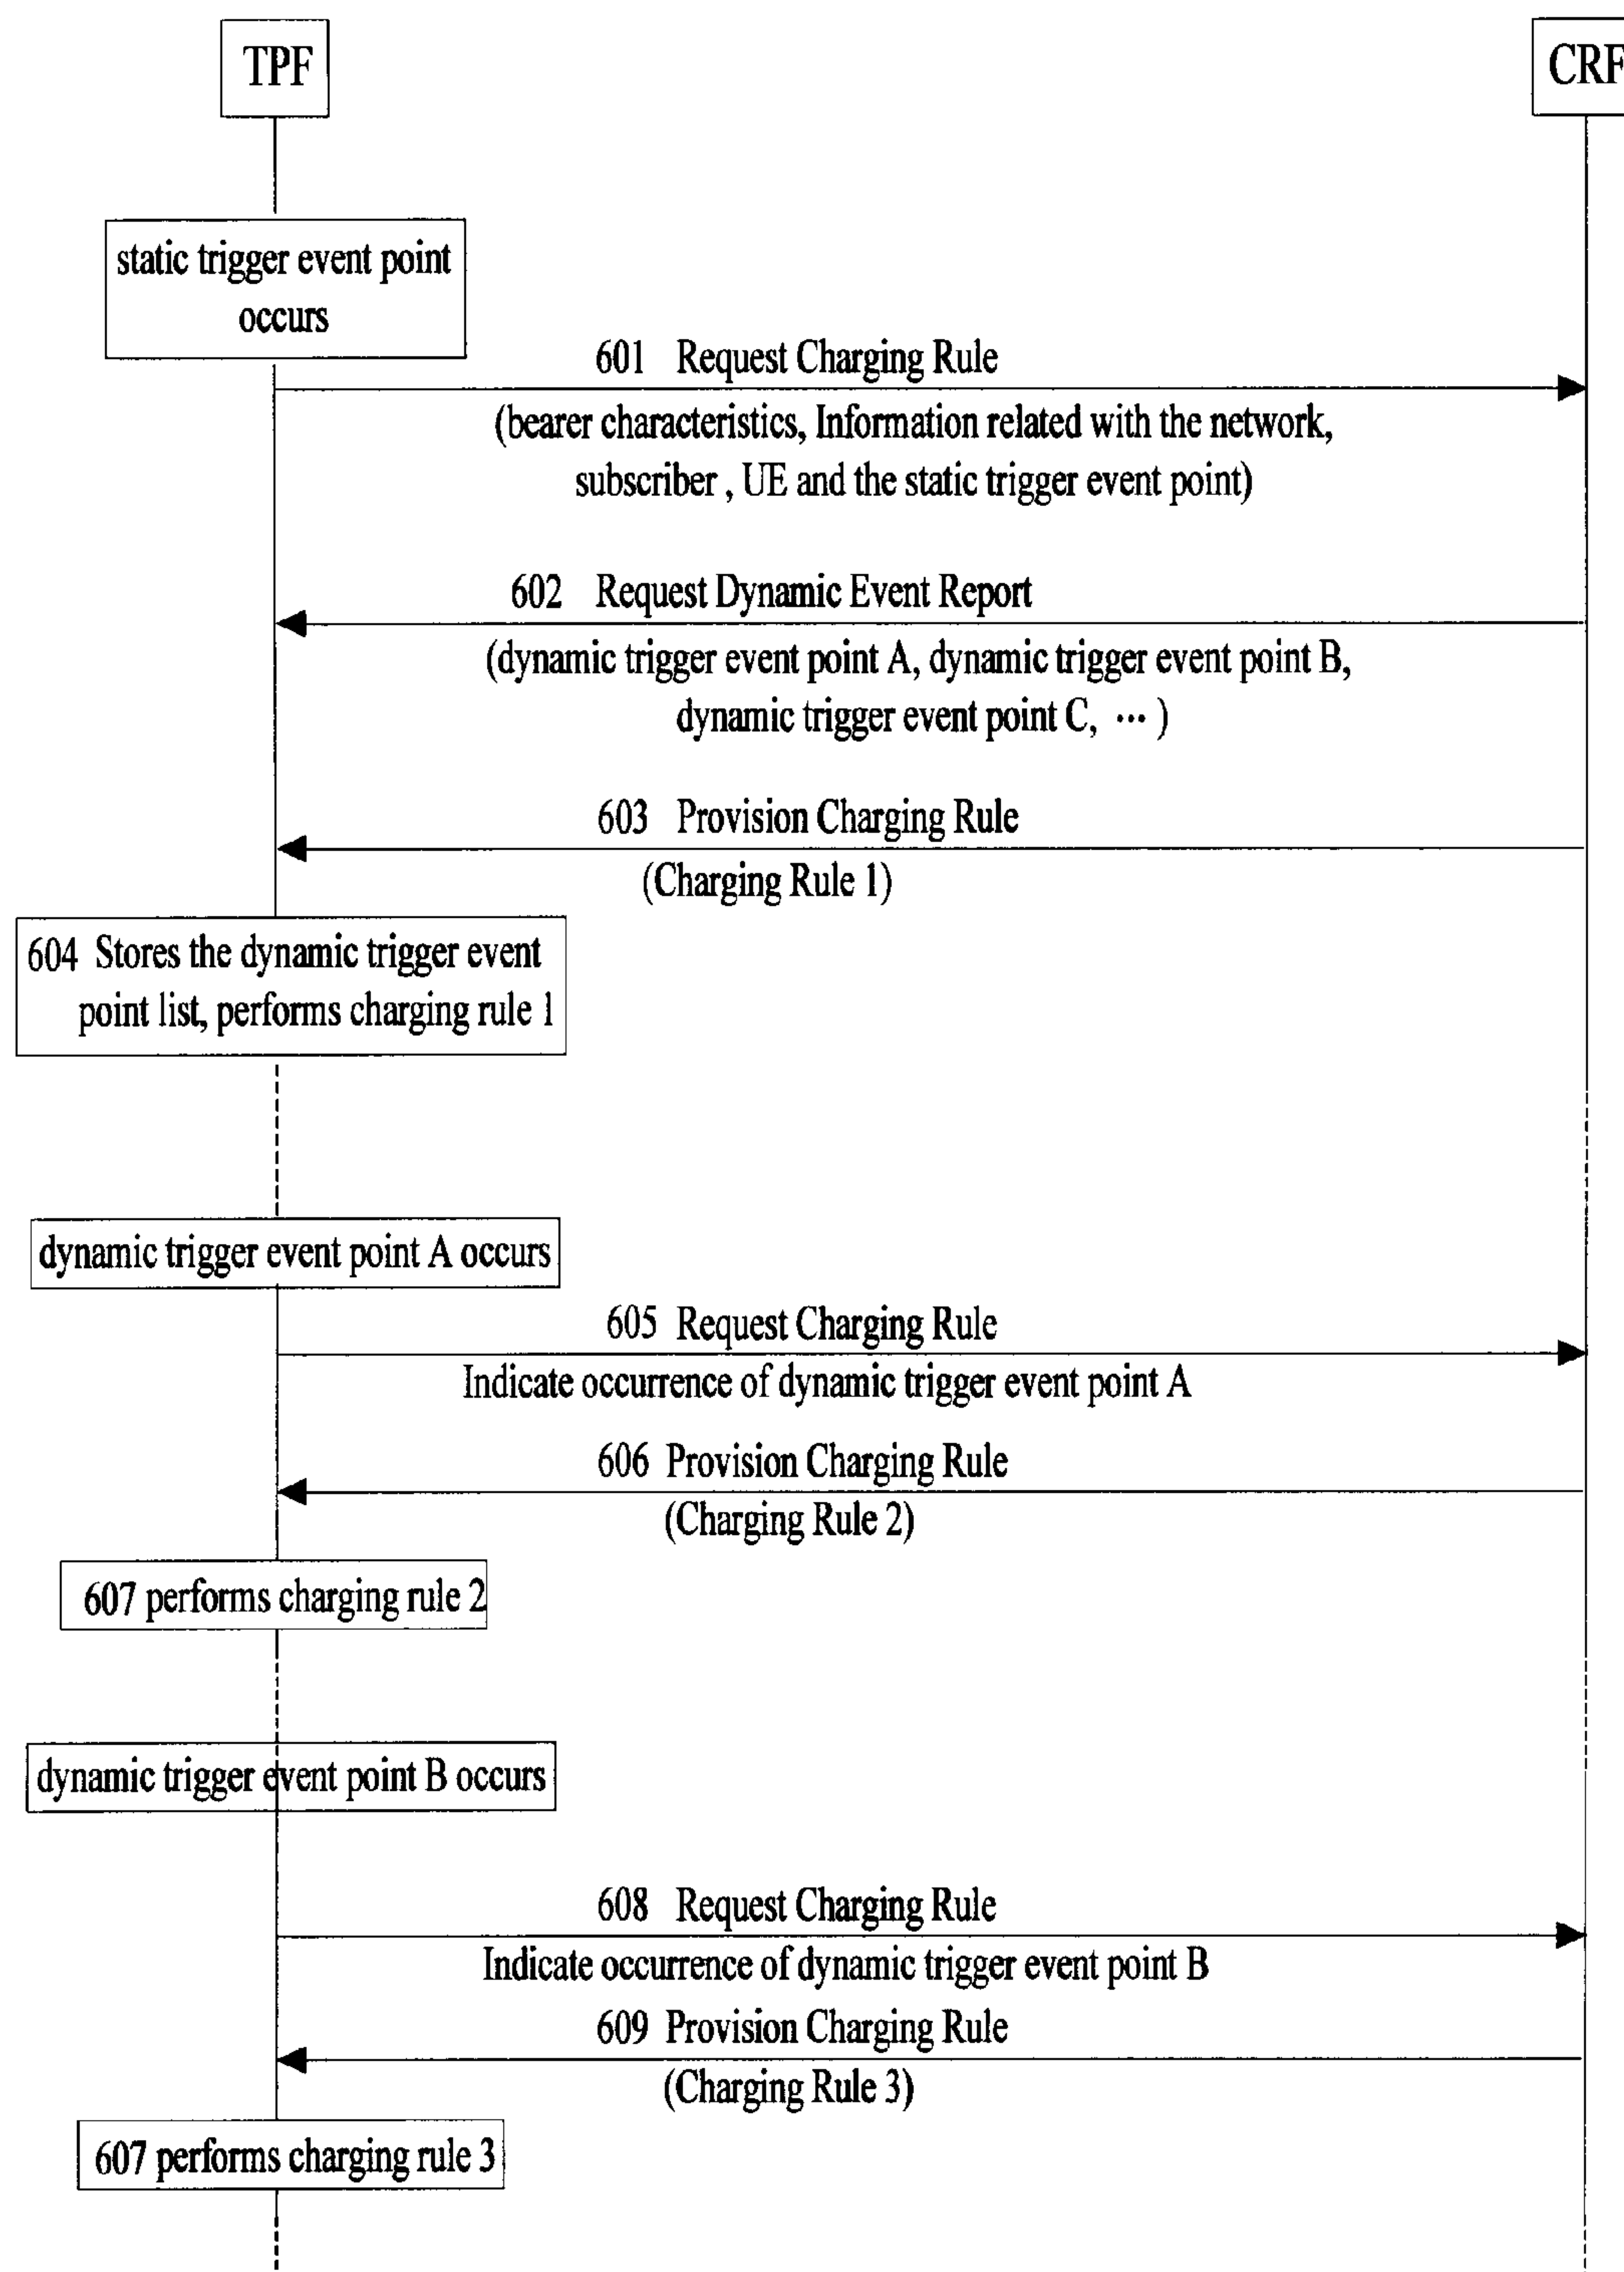 TPF
CRF
static trigger event point
occurs
601 Request Charging Rule
(bearer characteristics, Information related with the network,
subscriber , UE and the static trigger event point)
602 Request Dynamic Event Report
(dynamic trigger event point A, dynamic trigger event point B,
dynamic trigger event point C, ··· )
603 Provision Charging Rule
(Charging Rule 1)
604 Stores the dynamic trigger event
point list, performs charging rule 1
dynamic trigger event point A occurs
605 Request Charging Rule
Indicate occurrence of dynamic trigger event point A
606 Provision Charging Rule
(Charging Rule 2)
607 performs charging rule 2
dynamic trigger event point B occurs
608 Request Charging Rule
Indicate occurrence of dynamic trigger event point B
609 Provision Charging Rule
(Charging Rule 3)
607 performs charging rule 3